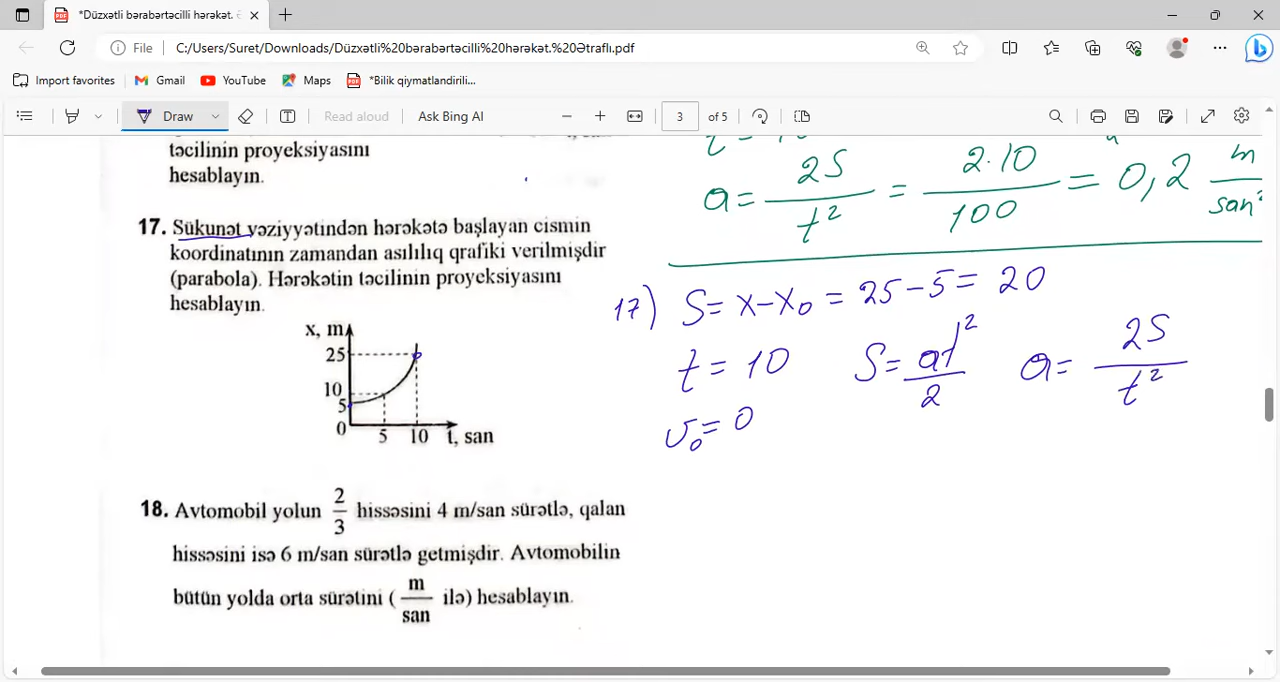 *Düzxətli bərabərtəcilli hərəkət. Ə
File C:/Users/Suret/Downloads/Düzxətli%20bərabərtəcilli%20hərəkət.%20Ətraflı.pdf
Import favorites Gmail YouTube Maps *Bilik qiymətləndirili...
Draw Read aloud Ask Bing AI 3 of 5
təcilinin proyeksiyasını
hesablayın.
a = 2S / t² = 2·10 / 100 = 0,2 m / san²
17. Sükunət vəziyyətindən hərəkətə başlayan cismin
koordinatının zamandan asılılıq qrafiki verilmişdir
(parabola). Hərəkətin təcilinin proyeksiyasını
hesablayın.
x, m
25
10
5
0 5 10 t, san
17) S = x - x₀ = 25 - 5 = 20
t = 10 S = at² / 2 a = 2S / t²
υ₀ = 0
18. Avtomobil yolun 2/3 hissəsini 4 m/san sürətlə, qalan
hissəsini isə 6 m/san sürətlə getmişdir. Avtomobilin
bütün yolda orta sürətini ( m/san ilə) hesablayın.